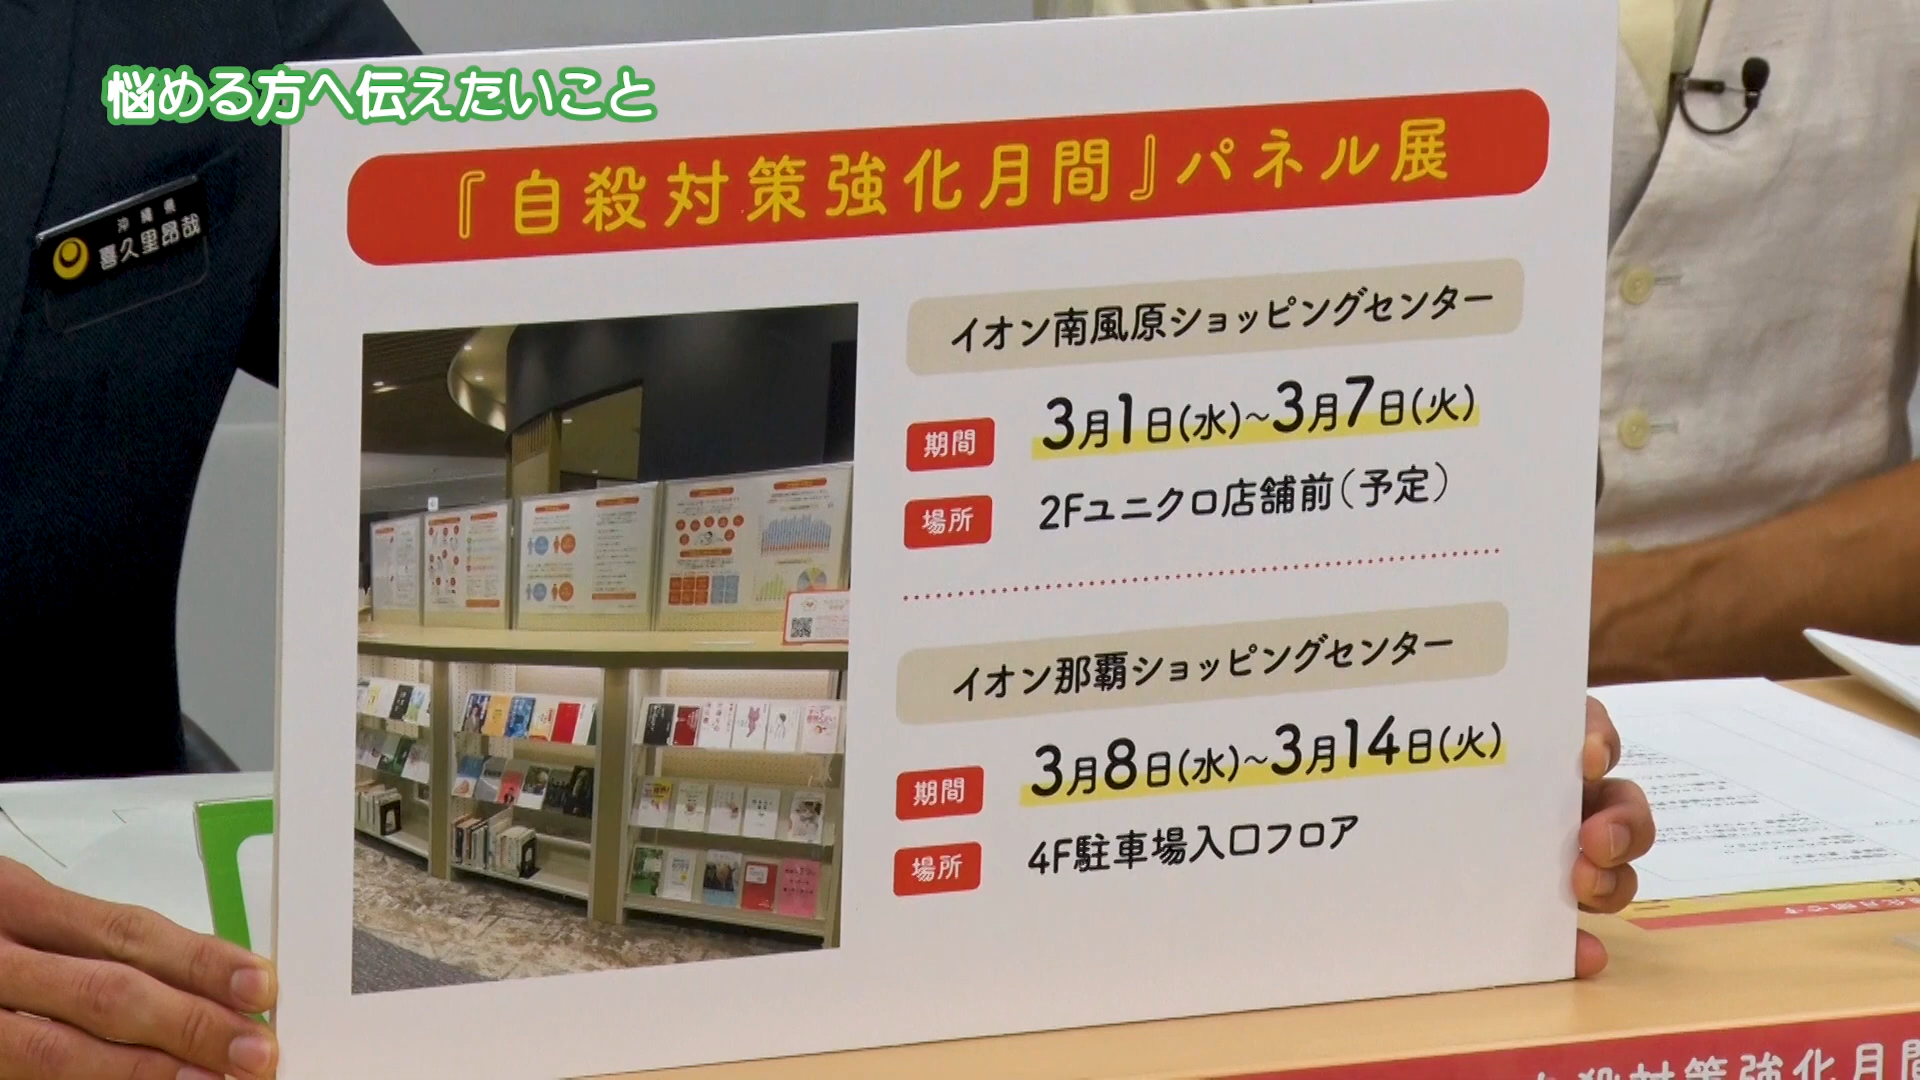 悩める方へ伝えたいこと
『自殺対策強化月間』パネル展
沖縄県
喜久里昂哉
イオン南風原ショッピングセンター
期間 3月1日(水)~3月7日(火)
場所 2Fユニクロ店舗前(予定)
イオン那覇ショッピングセンター
期間 3月8日(水)~3月14日(火)
場所 4F駐車場入口フロア
自殺対策強化月間